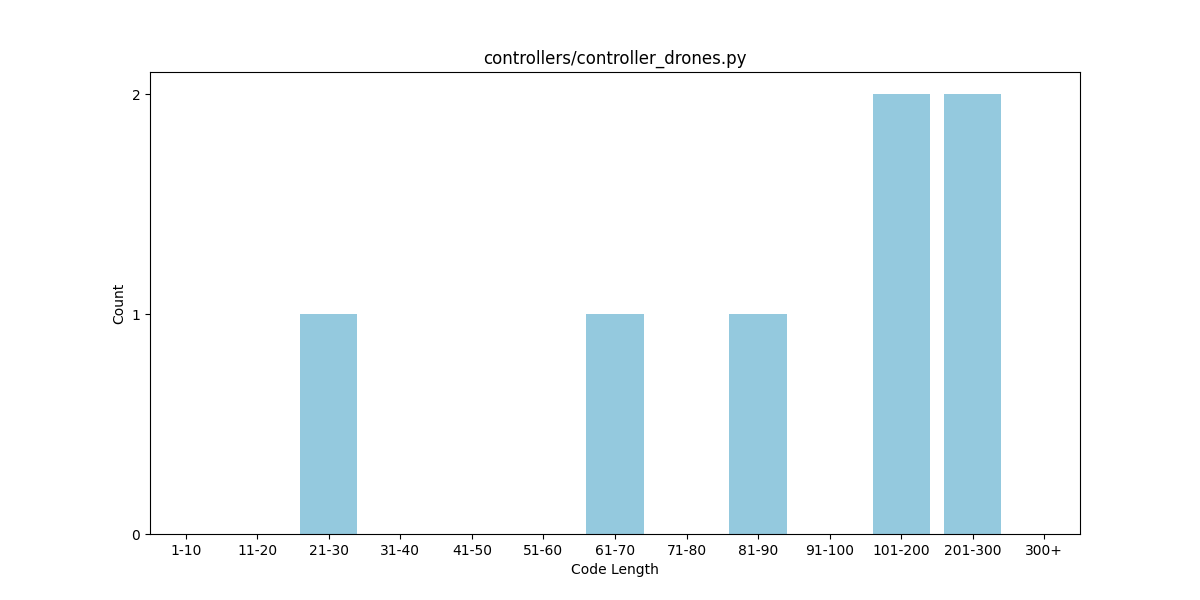 controllers/controller_drones.py
2
1
0
Count
1-10 11-20 21-30 31-40 41-50 51-60 61-70 71-80 81-90 91-100 101-200 201-300 300+
Code Length